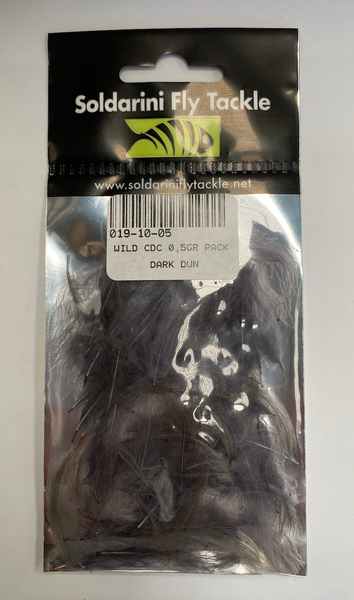 Soldarini Fly Tackle
www.soldariniflytackle.net
019-10-05
WILD CDC 0,5GR PACK
DARK DUN